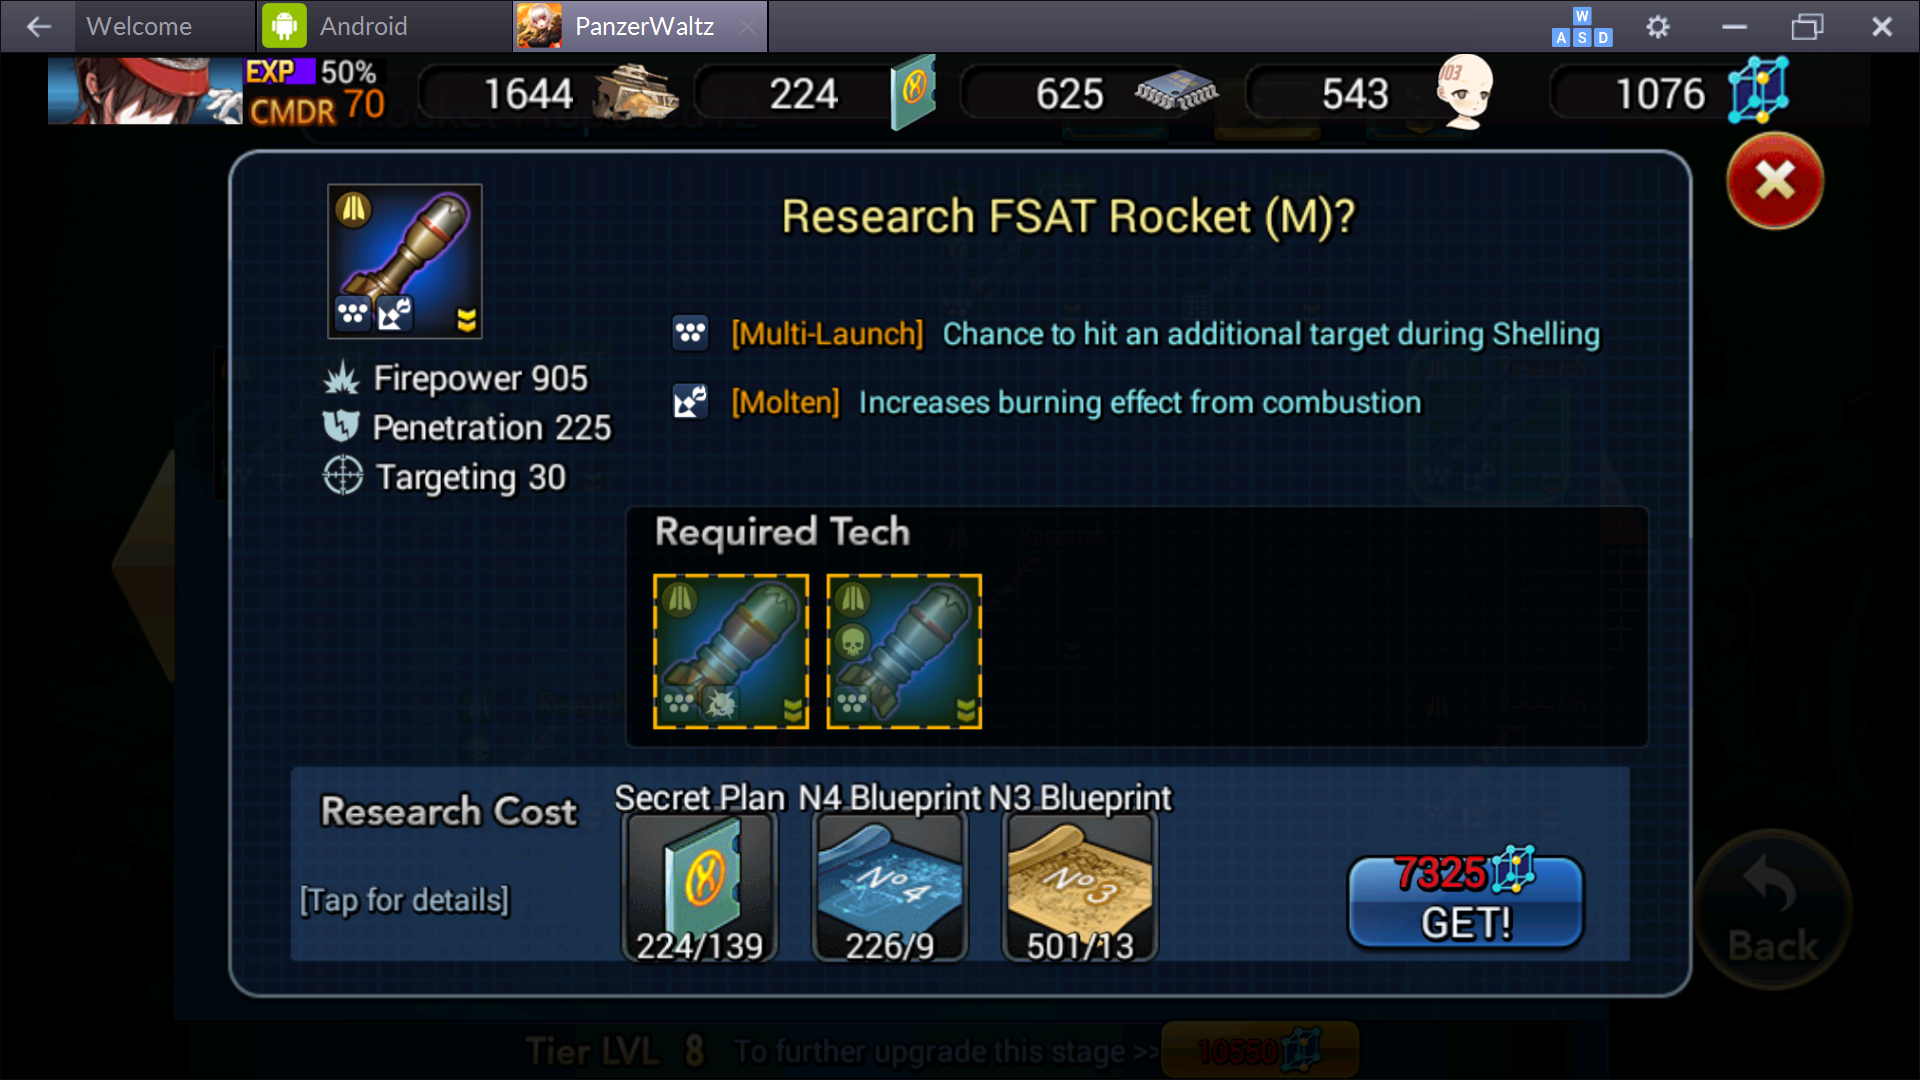 Welcome
Android
PanzerWaltz
W
A S D
EXP 50%
CMDR 70
1644
224
625
103
543
1076
Research FSAT Rocket (M)?
[Multi-Launch] Chance to hit an additional target during Shelling
[Molten] Increases burning effect from combustion
Firepower 905
Penetration 225
Targeting 30
Required Tech
Research Cost
[Tap for details]
Secret Plan
N4 Blueprint
N3 Blueprint
Nº4
Nº3
224/139
226/9
501/13
7325
GET!
Back
Tier LVL 8 To further upgrade this stage >> 10550